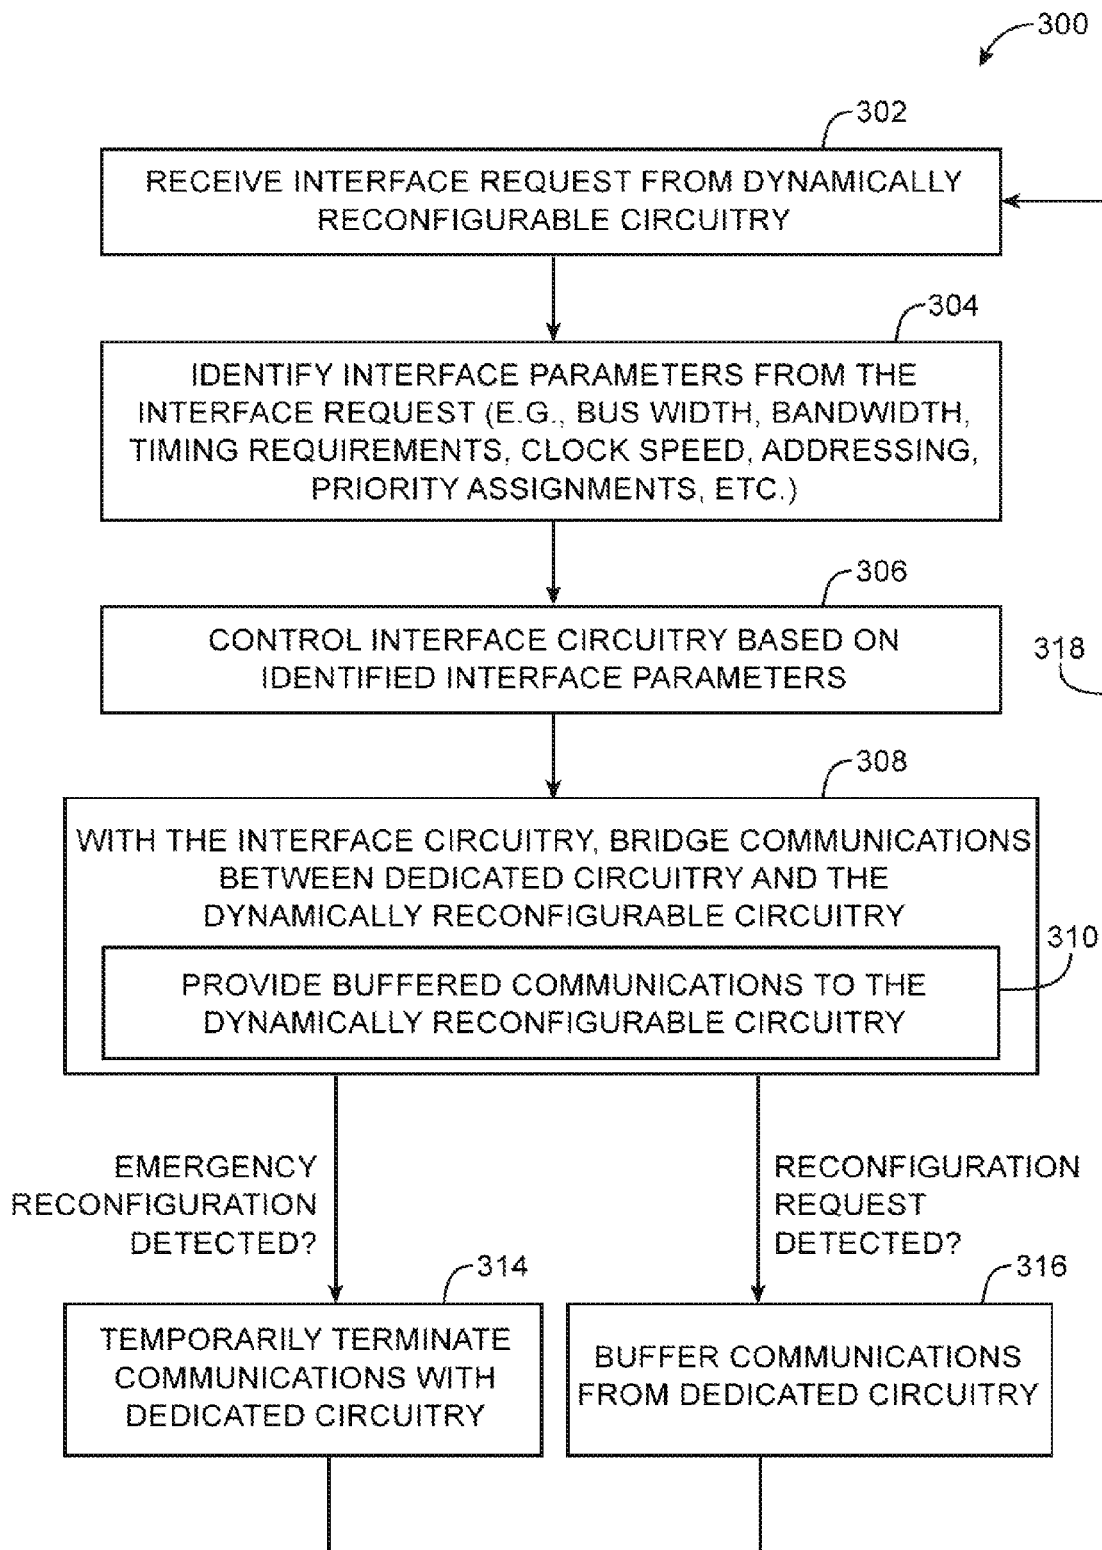 300
302
RECEIVE INTERFACE REQUEST FROM DYNAMICALLY
RECONFIGURABLE CIRCUITRY
304
IDENTIFY INTERFACE PARAMETERS FROM THE
INTERFACE REQUEST (E.G., BUS WIDTH, BANDWIDTH,
TIMING REQUIREMENTS, CLOCK SPEED, ADDRESSING,
PRIORITY ASSIGNMENTS, ETC.)
306
CONTROL INTERFACE CIRCUITRY BASED ON
IDENTIFIED INTERFACE PARAMETERS
318
308
WITH THE INTERFACE CIRCUITRY, BRIDGE COMMUNICATIONS
BETWEEN DEDICATED CIRCUITRY AND THE
DYNAMICALLY RECONFIGURABLE CIRCUITRY
310
PROVIDE BUFFERED COMMUNICATIONS TO THE
DYNAMICALLY RECONFIGURABLE CIRCUITRY
EMERGENCY
RECONFIGURATION
DETECTED?
RECONFIGURATION
REQUEST
DETECTED?
314
TEMPORARILY TERMINATE
COMMUNICATIONS WITH
DEDICATED CIRCUITRY
316
BUFFER COMMUNICATIONS
FROM DEDICATED CIRCUITRY